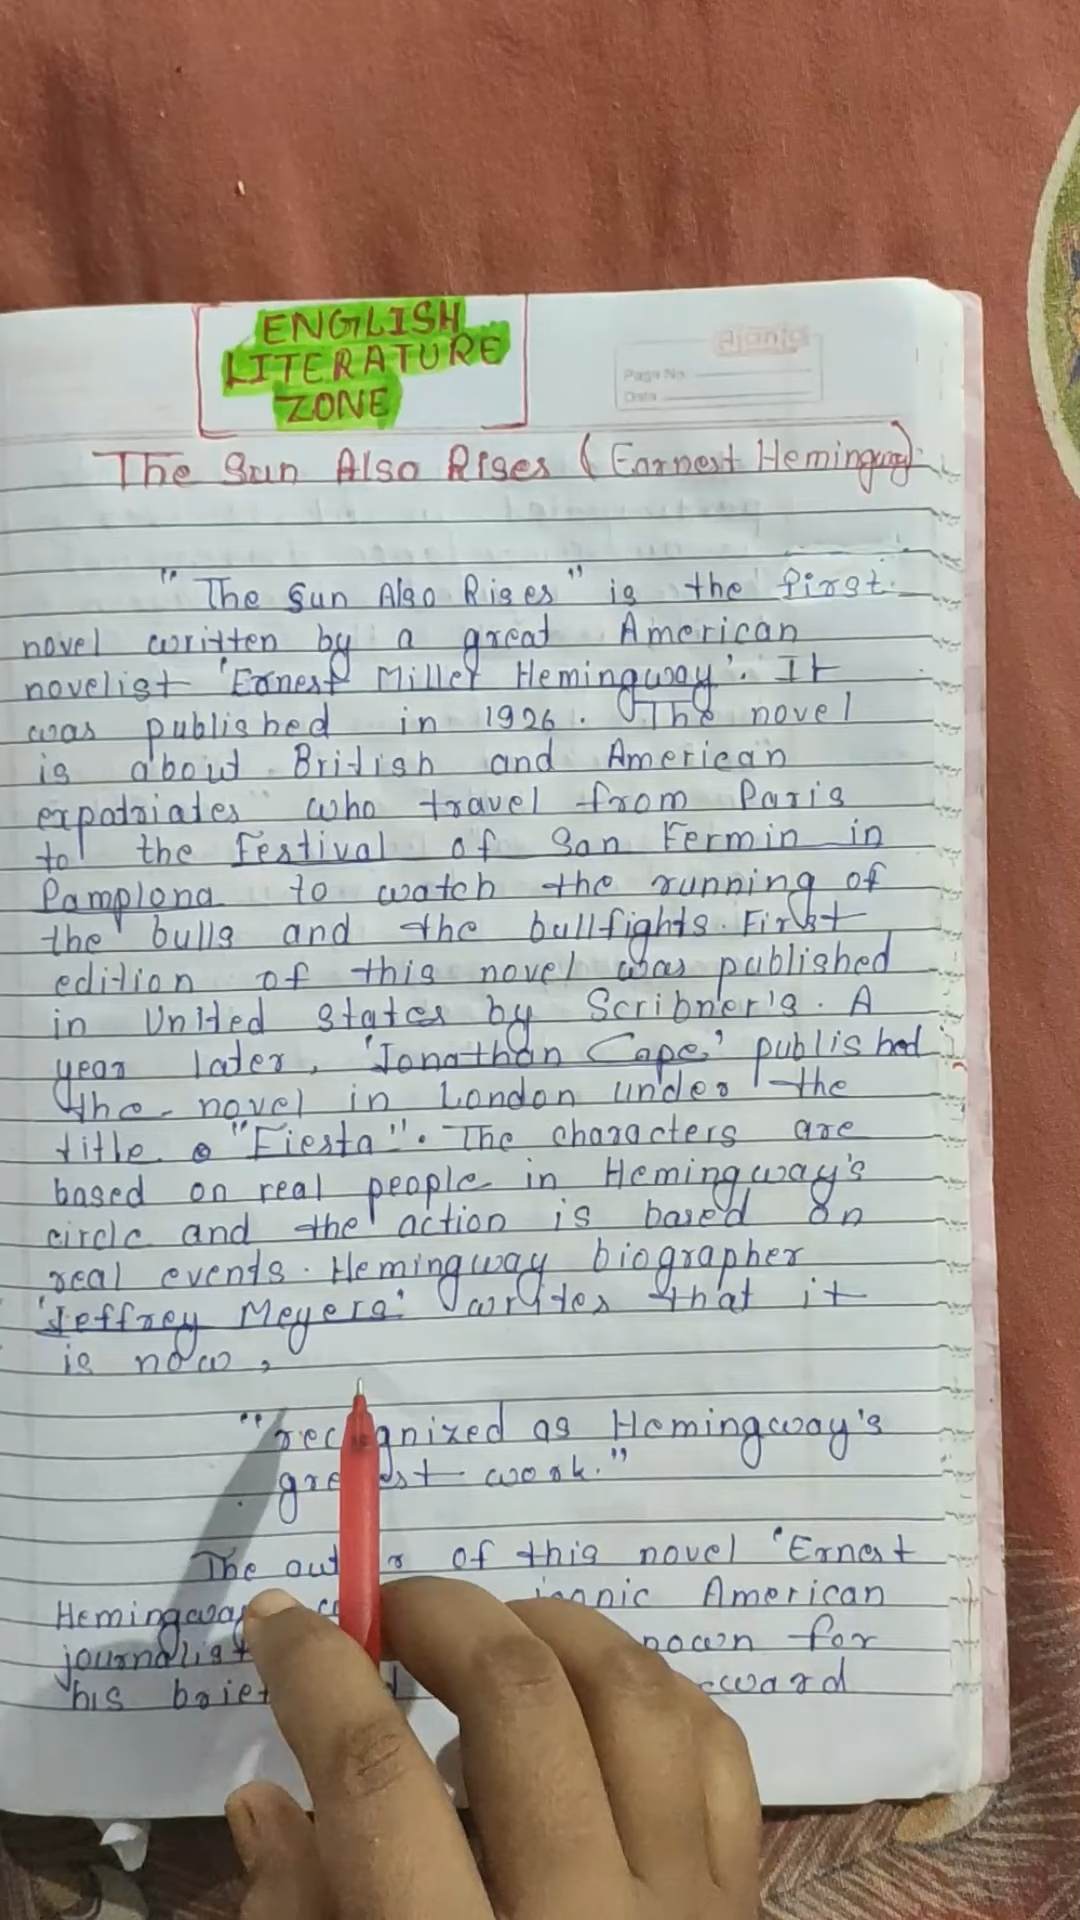 ENGLISH
LITERATURE
ZONE
Ajanta
Page No.
Date
The Sun Also Rises (Earnest Hemingway)
"The Sun Also Rises" is the first
novel written by a great American
novelist 'Ernest Miller Hemingway'. It
was published in 1926. The novel
is about British and American
expatriates who travel from Paris
to the Festival of San Fermin in
Pamplona to watch the running of
the bulls and the bullfights. First
edition of this novel was published
in United States by Scribner's. A
year later, 'Jonathan Cape' published
the novel in London under the
title "Fiesta". The characters are
based on real people in Hemingway's
circle and the action is based on
real events. Hemingway biographer
'Jeffrey Meyers' writes that it
is now,
"recognized as Hemingway's
work."
The of this novel 'Ernest
Hemingway American
for
his